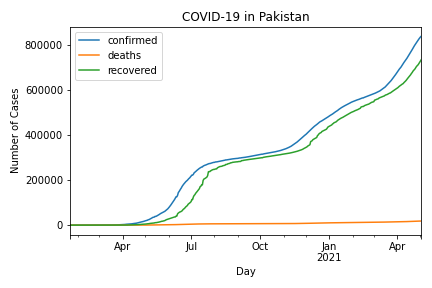 COVID-19 in Pakistan
confirmed
deaths
recovered
Number of Cases
800000
600000
400000
200000
0
Apr
Jul
Oct
Jan
2021
Apr
Day